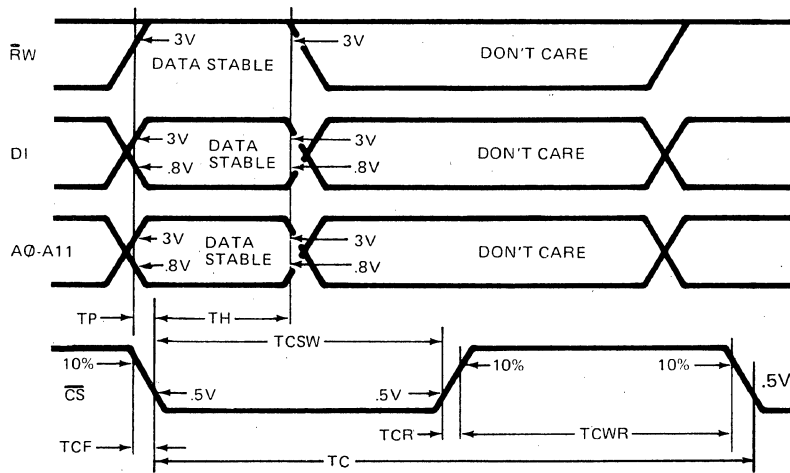 R̅W
3V
DATA STABLE
3V
DON'T CARE
DI
3V
.8V
DATA
STABLE
3V
.8V
DON'T CARE
AØ-A11
3V
.8V
DATA
STABLE
3V
.8V
DON'T CARE
TP
TH
TCSW
10%
C̅S̅
.5V
.5V
10%
10%
.5V
TCF
TCR
TCWR
TC